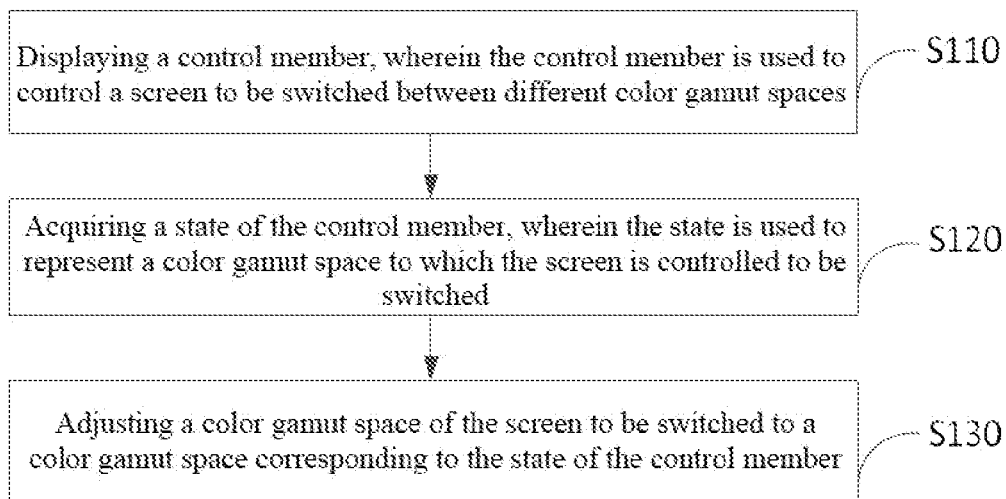 Displaying a control member, wherein the control member is used to
control a screen to be switched between different color gamut spaces
S110
Acquiring a state of the control member, wherein the state is used to
represent a color gamut space to which the screen is controlled to be
switched
S120
Adjusting a color gamut space of the screen to be switched to a
color gamut space corresponding to the state of the control member
S130